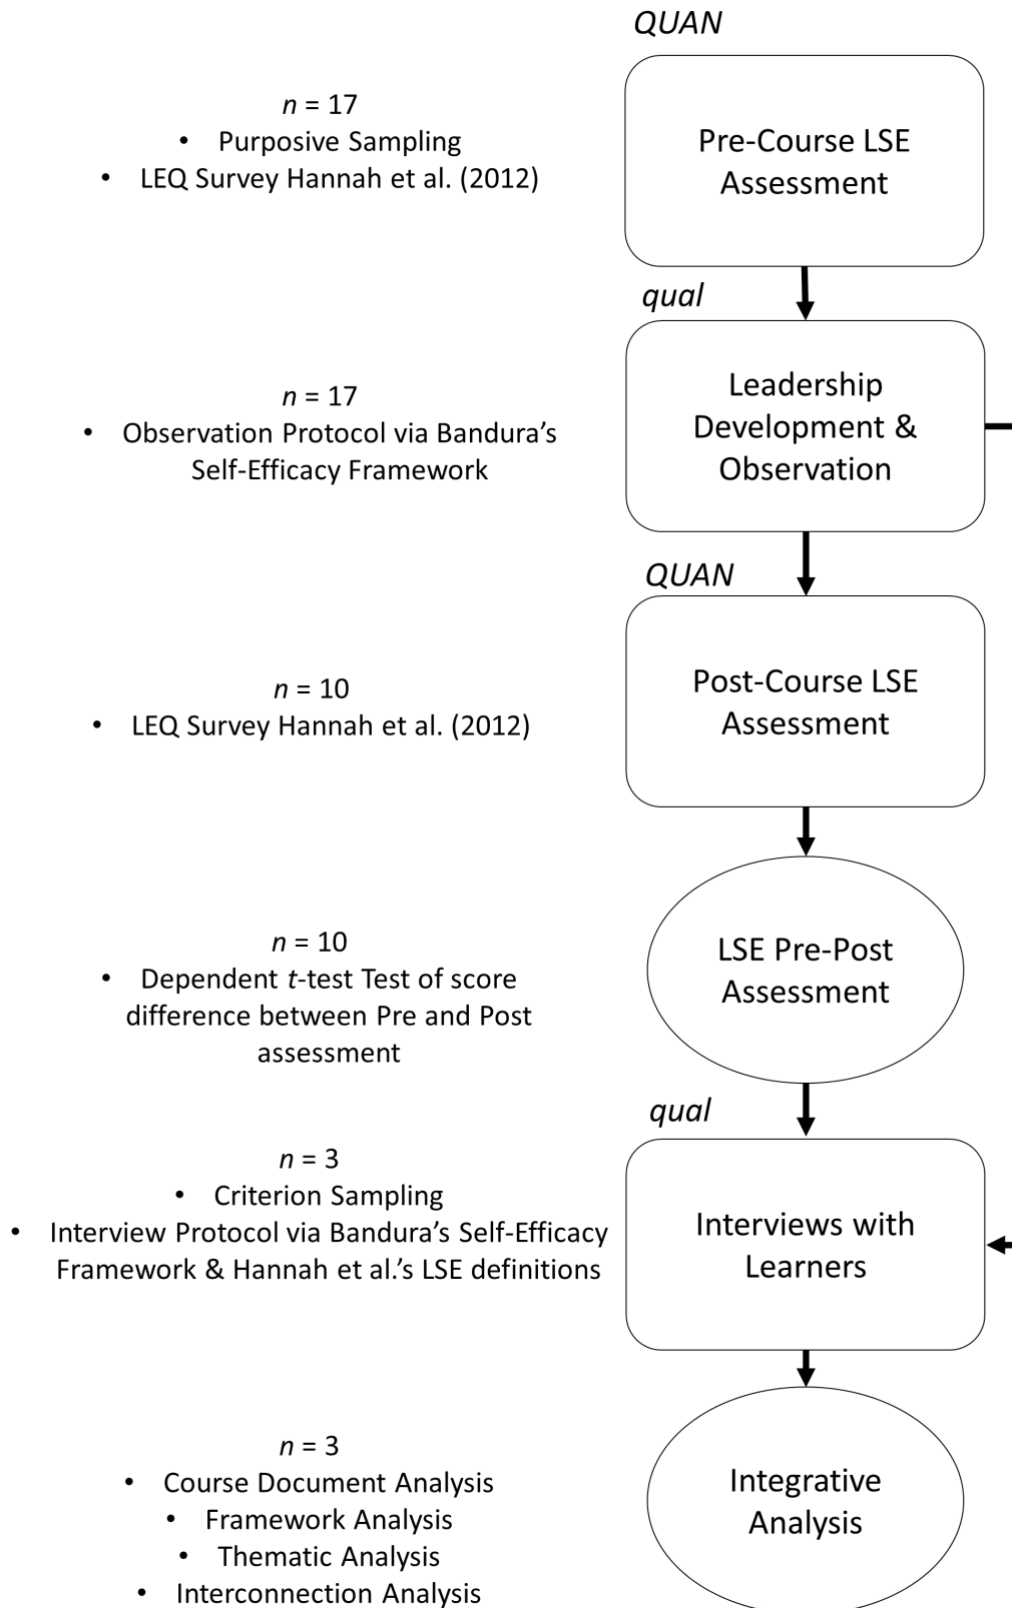 QUAN
n = 17
• Purposive Sampling
• LEQ Survey Hannah et al. (2012)
Pre-Course LSE
Assessment
qual
n = 17
• Observation Protocol via Bandura’s
Self-Efficacy Framework
Leadership
Development &
Observation
QUAN
n = 10
• LEQ Survey Hannah et al. (2012)
Post-Course LSE
Assessment
n = 10
• Dependent t-test Test of score
difference between Pre and Post
assessment
LSE Pre-Post
Assessment
qual
n = 3
• Criterion Sampling
• Interview Protocol via Bandura’s Self-Efficacy
Framework & Hannah et al.’s LSE definitions
Interviews with
Learners
n = 3
• Course Document Analysis
• Framework Analysis
• Thematic Analysis
• Interconnection Analysis
Integrative
Analysis